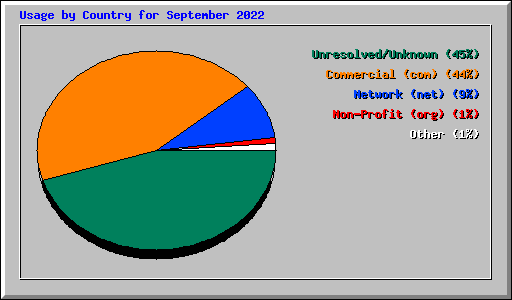 Usage by Country for September 2022
Unresolved/Unknown (45%)
Commercial (com) (44%)
Network (net) (9%)
Non-Profit (org) (1%)
Other (1%)